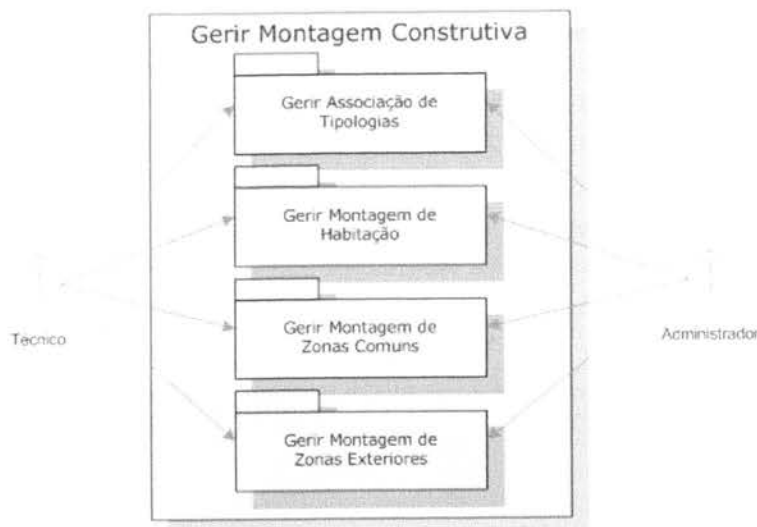 Gerir Montagem Construtiva
Gerir Associação de
Tipologias
Gerir Montagem de
Habitação
Gerir Montagem de
Zonas Comuns
Gerir Montagem de
Zonas Exteriores
Técnico
Administrador